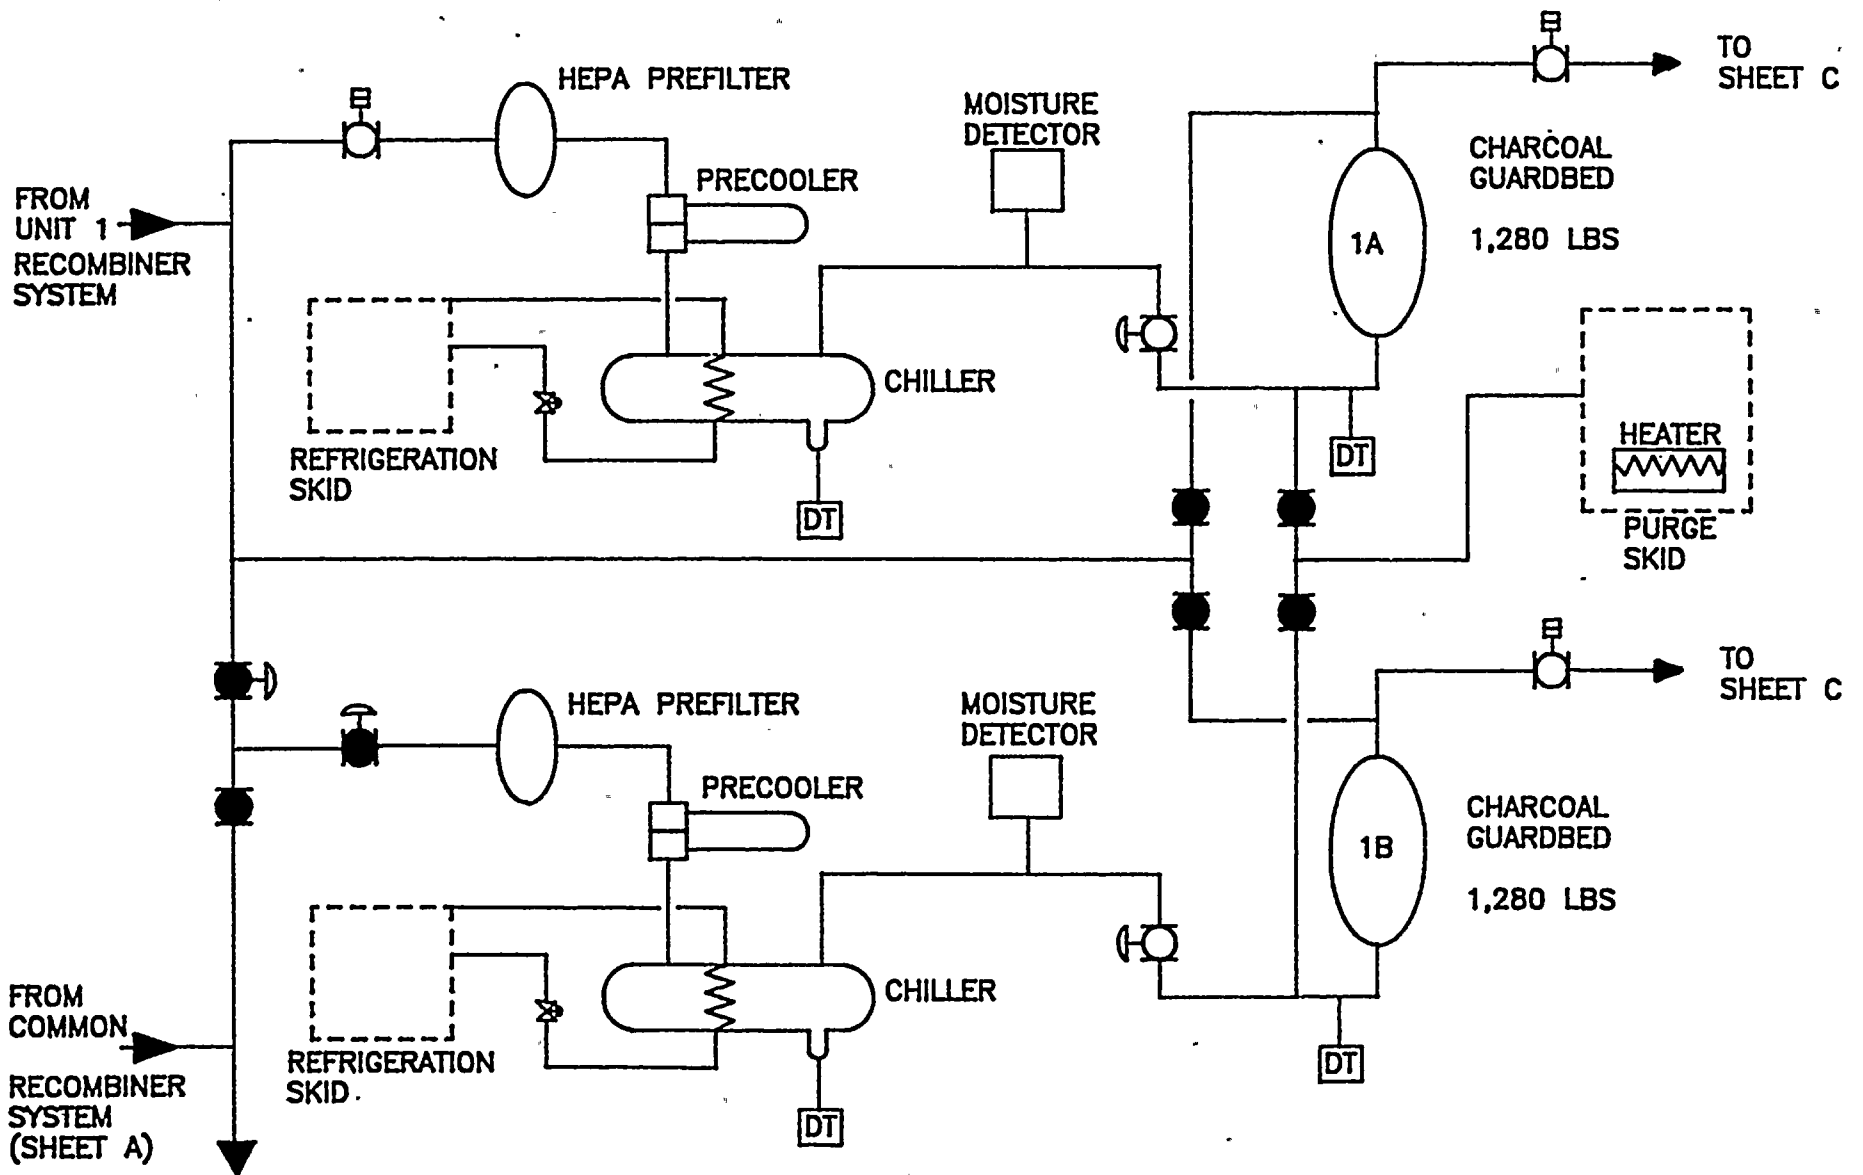 HEPA PREFILTER
TO
SHEET C
MOISTURE
DETECTOR
CHARCOAL
GUARDBED
1,280 LBS
PRECOOLER
FROM
UNIT 1
RECOMBINER
SYSTEM
1A
CHILLER
REFRIGERATION
SKID
DT
DT
HEATER
PURGE
SKID
TO
SHEET C
HEPA PREFILTER
MOISTURE
DETECTOR
PRECOOLER
CHARCOAL
GUARDBED
1,280 LBS
1B
CHILLER
FROM
COMMON
RECOMBINER
SYSTEM
(SHEET A)
REFRIGERATION
SKID.
DT
DT